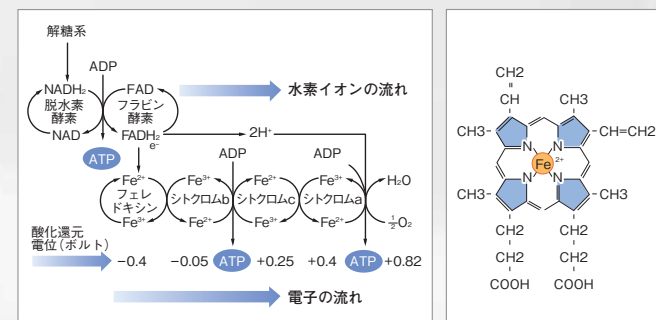 解糖系
ADP
NADH₂ FAD
脱水素 フラビン
酵素 酵素
NAD FADH₂
e⁻
ATP
水素イオンの流れ
2H⁺
ADP ADP
Fe²⁺ Fe³⁺ Fe²⁺ Fe³⁺ H₂O
フェレ
ドキシン シトクロムb シトクロムc シトクロムa
Fe³⁺ Fe²⁺ Fe³⁺ Fe²⁺ ½O₂
酸化還元
電位(ボルト)
−0.4 −0.05 ATP +0.25 +0.4 ATP +0.82
電子の流れ
CH2
CH CH3
CH3- -CH=CH2
N N
Fe 2+
N N
CH3- -CH3
CH2 CH2
CH2 CH2
COOH COOH